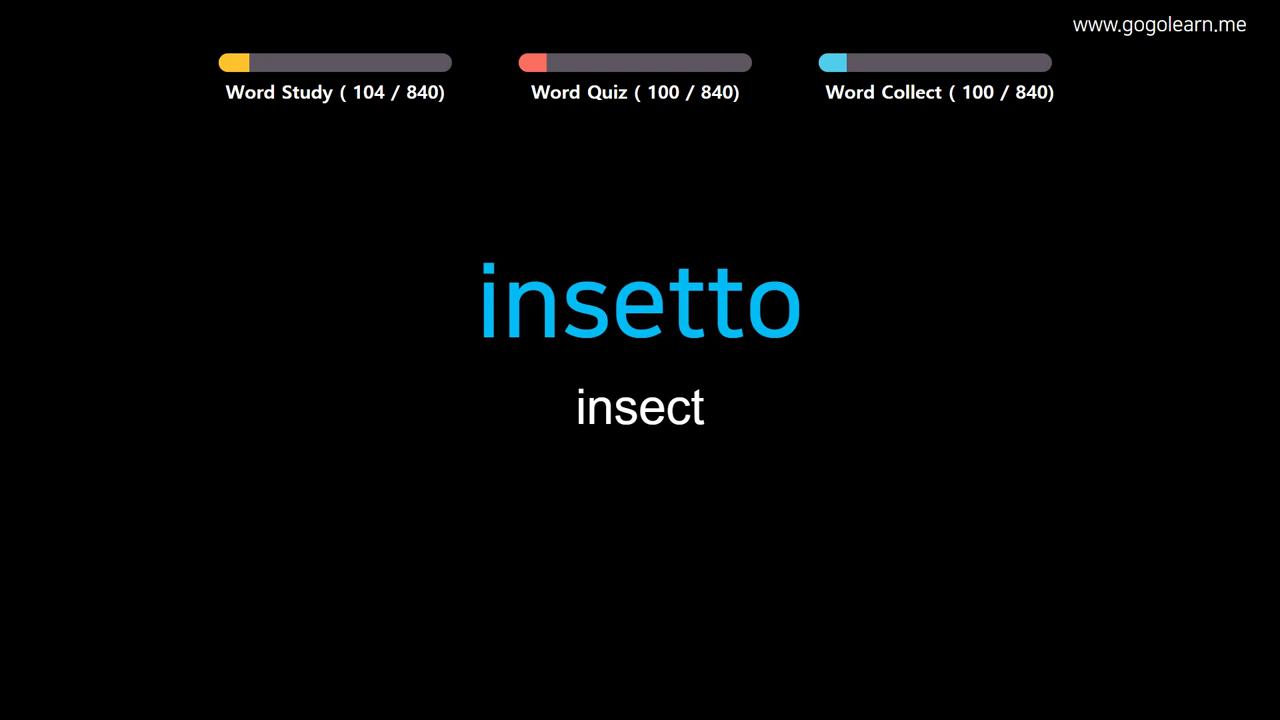 www.gogolearn.me
Word Study ( 104 / 840)
Word Quiz ( 100 / 840)
Word Collect ( 100 / 840)
insetto
insect